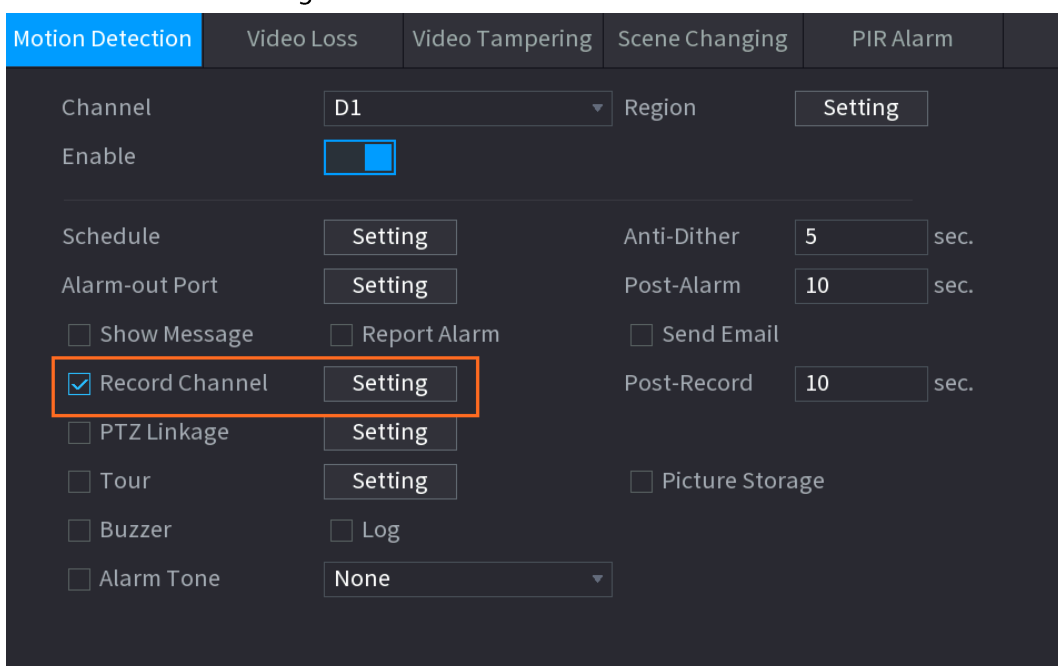 Motion Detection Video Loss Video Tampering Scene Changing PIR Alarm
Channel D1 Region Setting
Enable
Schedule Setting Anti-Dither 5 sec.
Alarm-out Port Setting Post-Alarm 10 sec.
Show Message Report Alarm Send Email
Record Channel Setting Post-Record 10 sec.
PTZ Linkage Setting
Tour Setting Picture Storage
Buzzer Log
Alarm Tone None